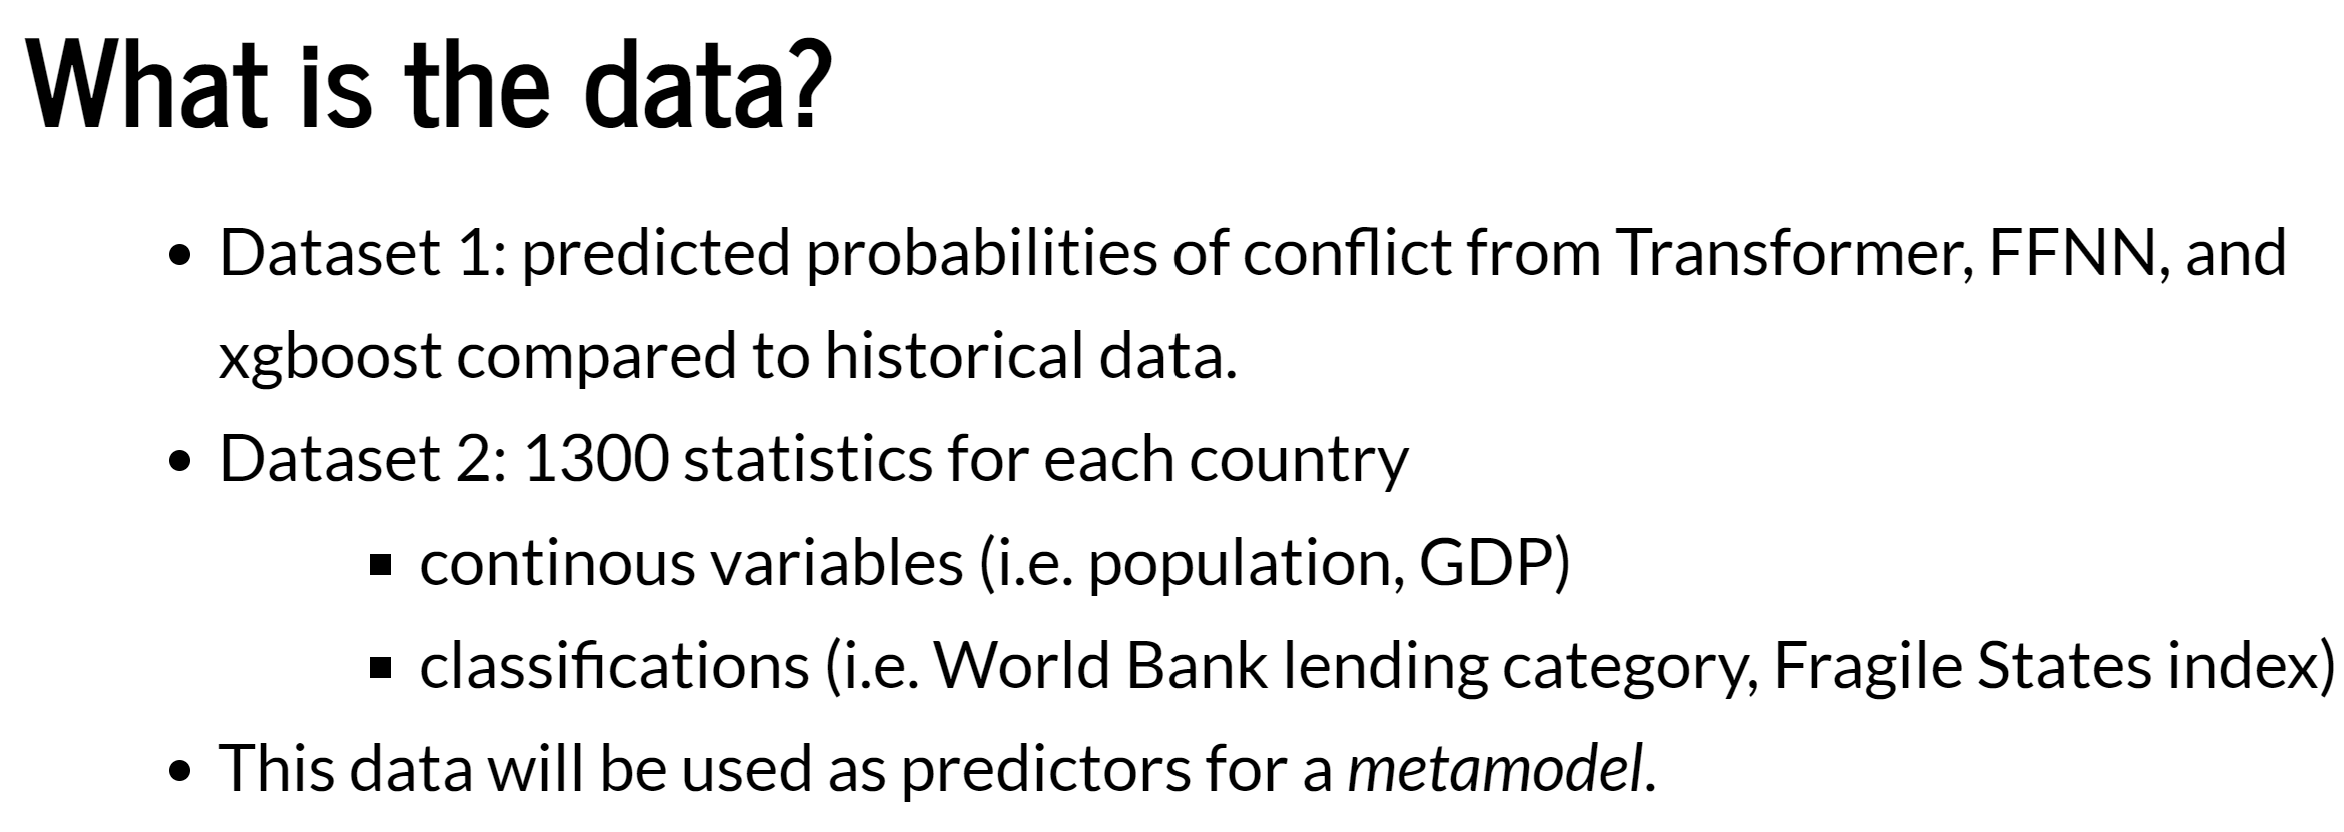 What is the data?
• Dataset 1: predicted probabilities of conflict from Transformer, FFNN, and
xgboost compared to historical data.
• Dataset 2: 1300 statistics for each country
▪ continous variables (i.e. population, GDP)
▪ classifications (i.e. World Bank lending category, Fragile States index)
• This data will be used as predictors for a metamodel.